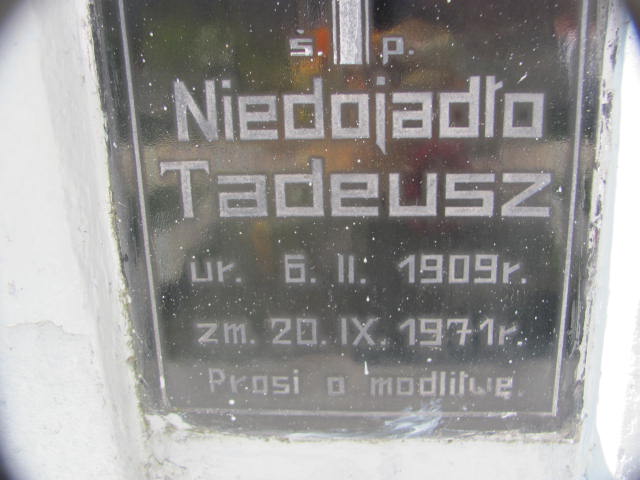 ś. p.
Niedojadło
Tadeusz
ur. 6. II. 1909r.
zm. 20. IX. 1971r.
Prosi o modlitwę.